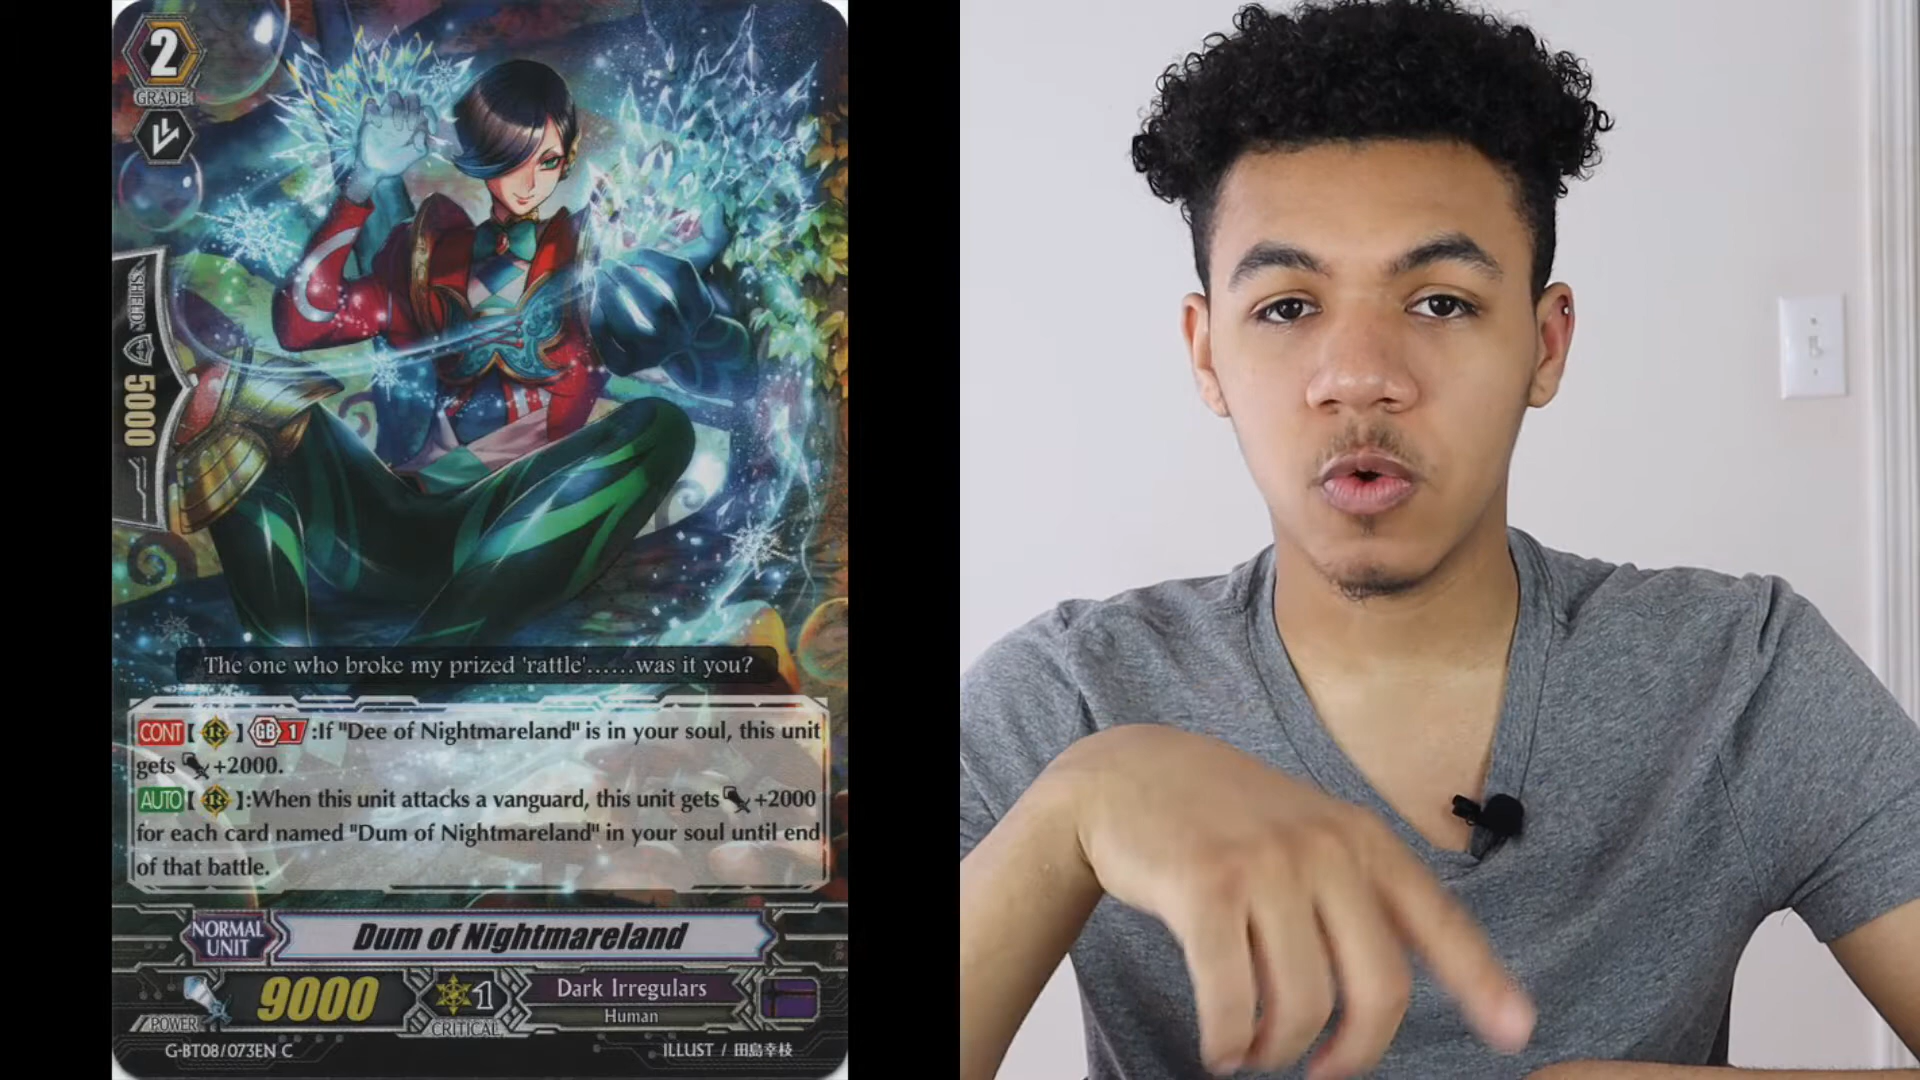 2
GRADE
SHIELD
5000
The one who broke my prized 'rattle'......was it you?
CONT【 R 】GB 1 :If "Dee of Nightmareland" is in your soul, this unit
gets +2000.
AUTO【 R 】:When this unit attacks a vanguard, this unit gets +2000
for each card named "Dum of Nightmareland" in your soul until end
of that battle.
NORMAL
UNIT
Dum of Nightmareland
POWER
9000
1
CRITICAL
Dark Irregulars
Human
G-BT08/073EN C
ILLUST / 田島幸枝